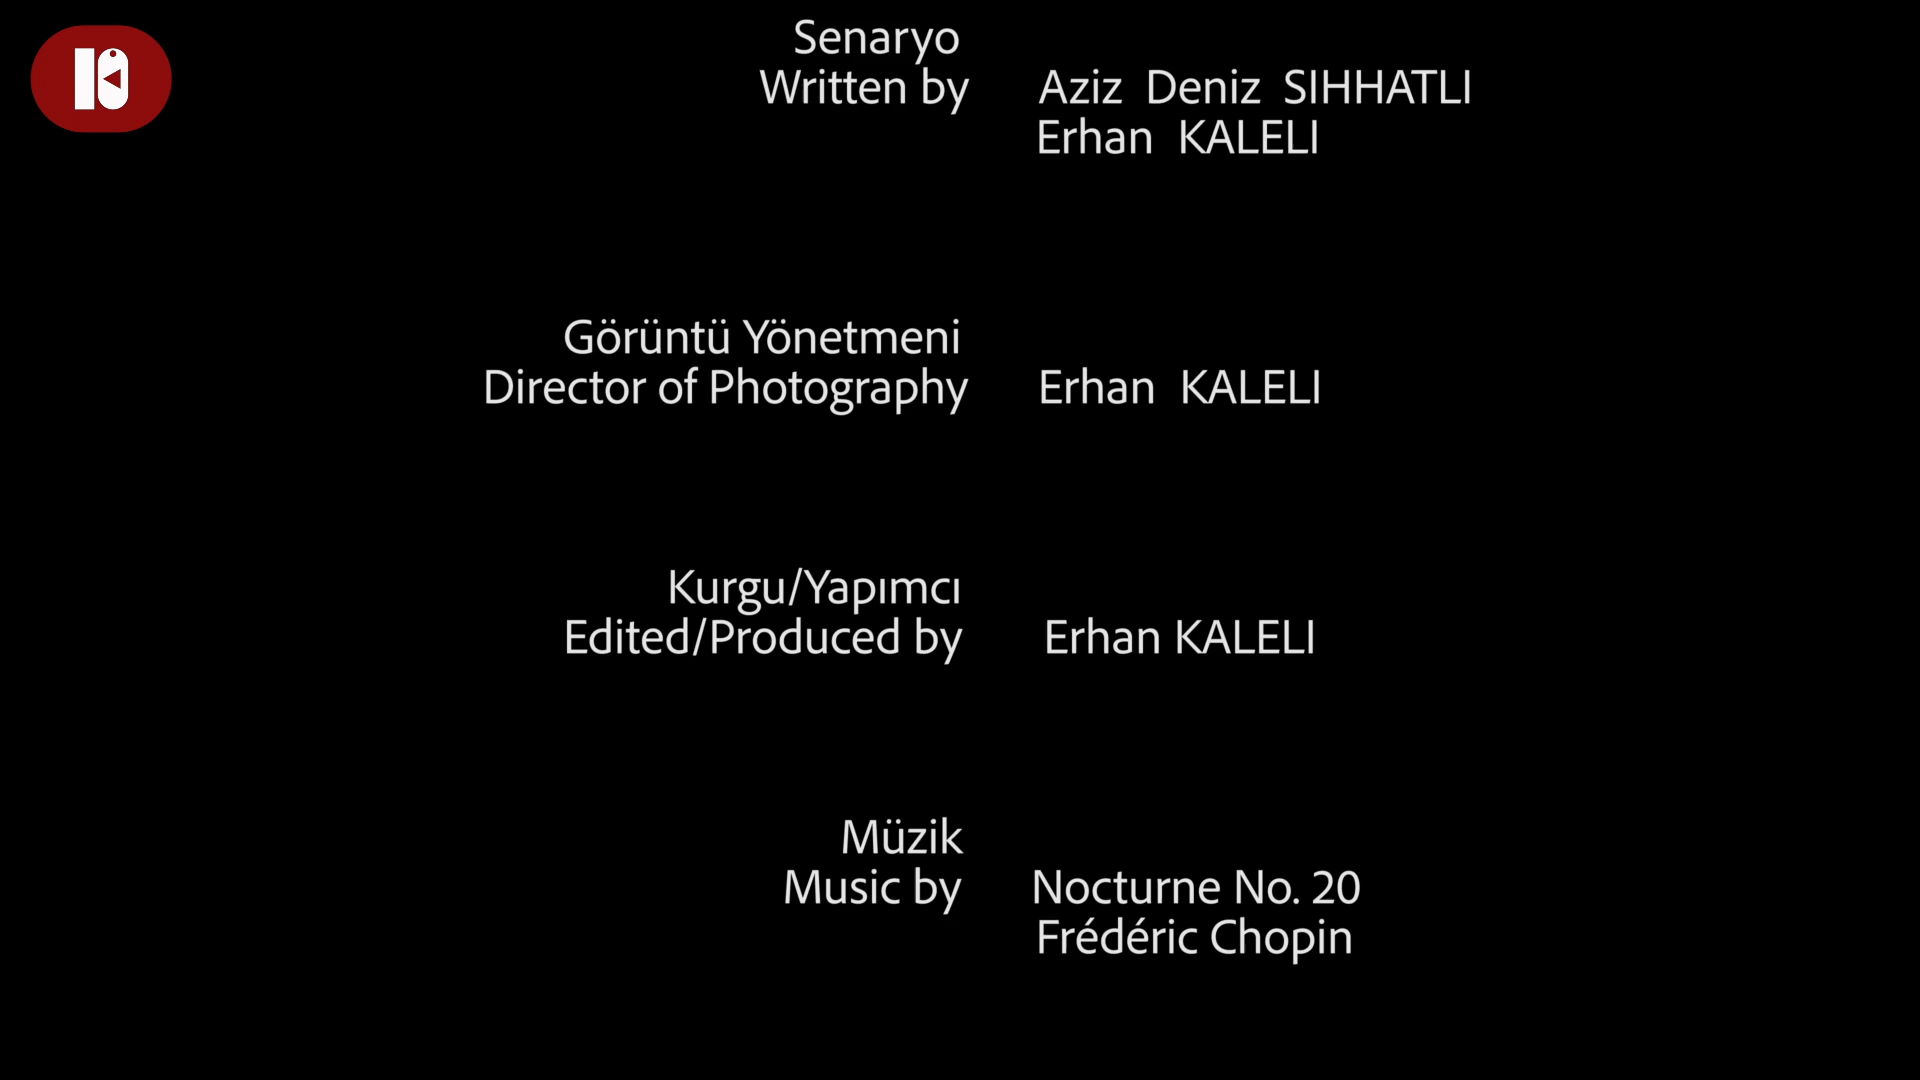 Senaryo
Written by Aziz Deniz SIHHATLI
Erhan KALELI
Görüntü Yönetmeni
Director of Photography Erhan KALELI
Kurgu/Yapımcı
Edited/Produced by Erhan KALELI
Müzik
Music by Nocturne No. 20
Frédéric Chopin